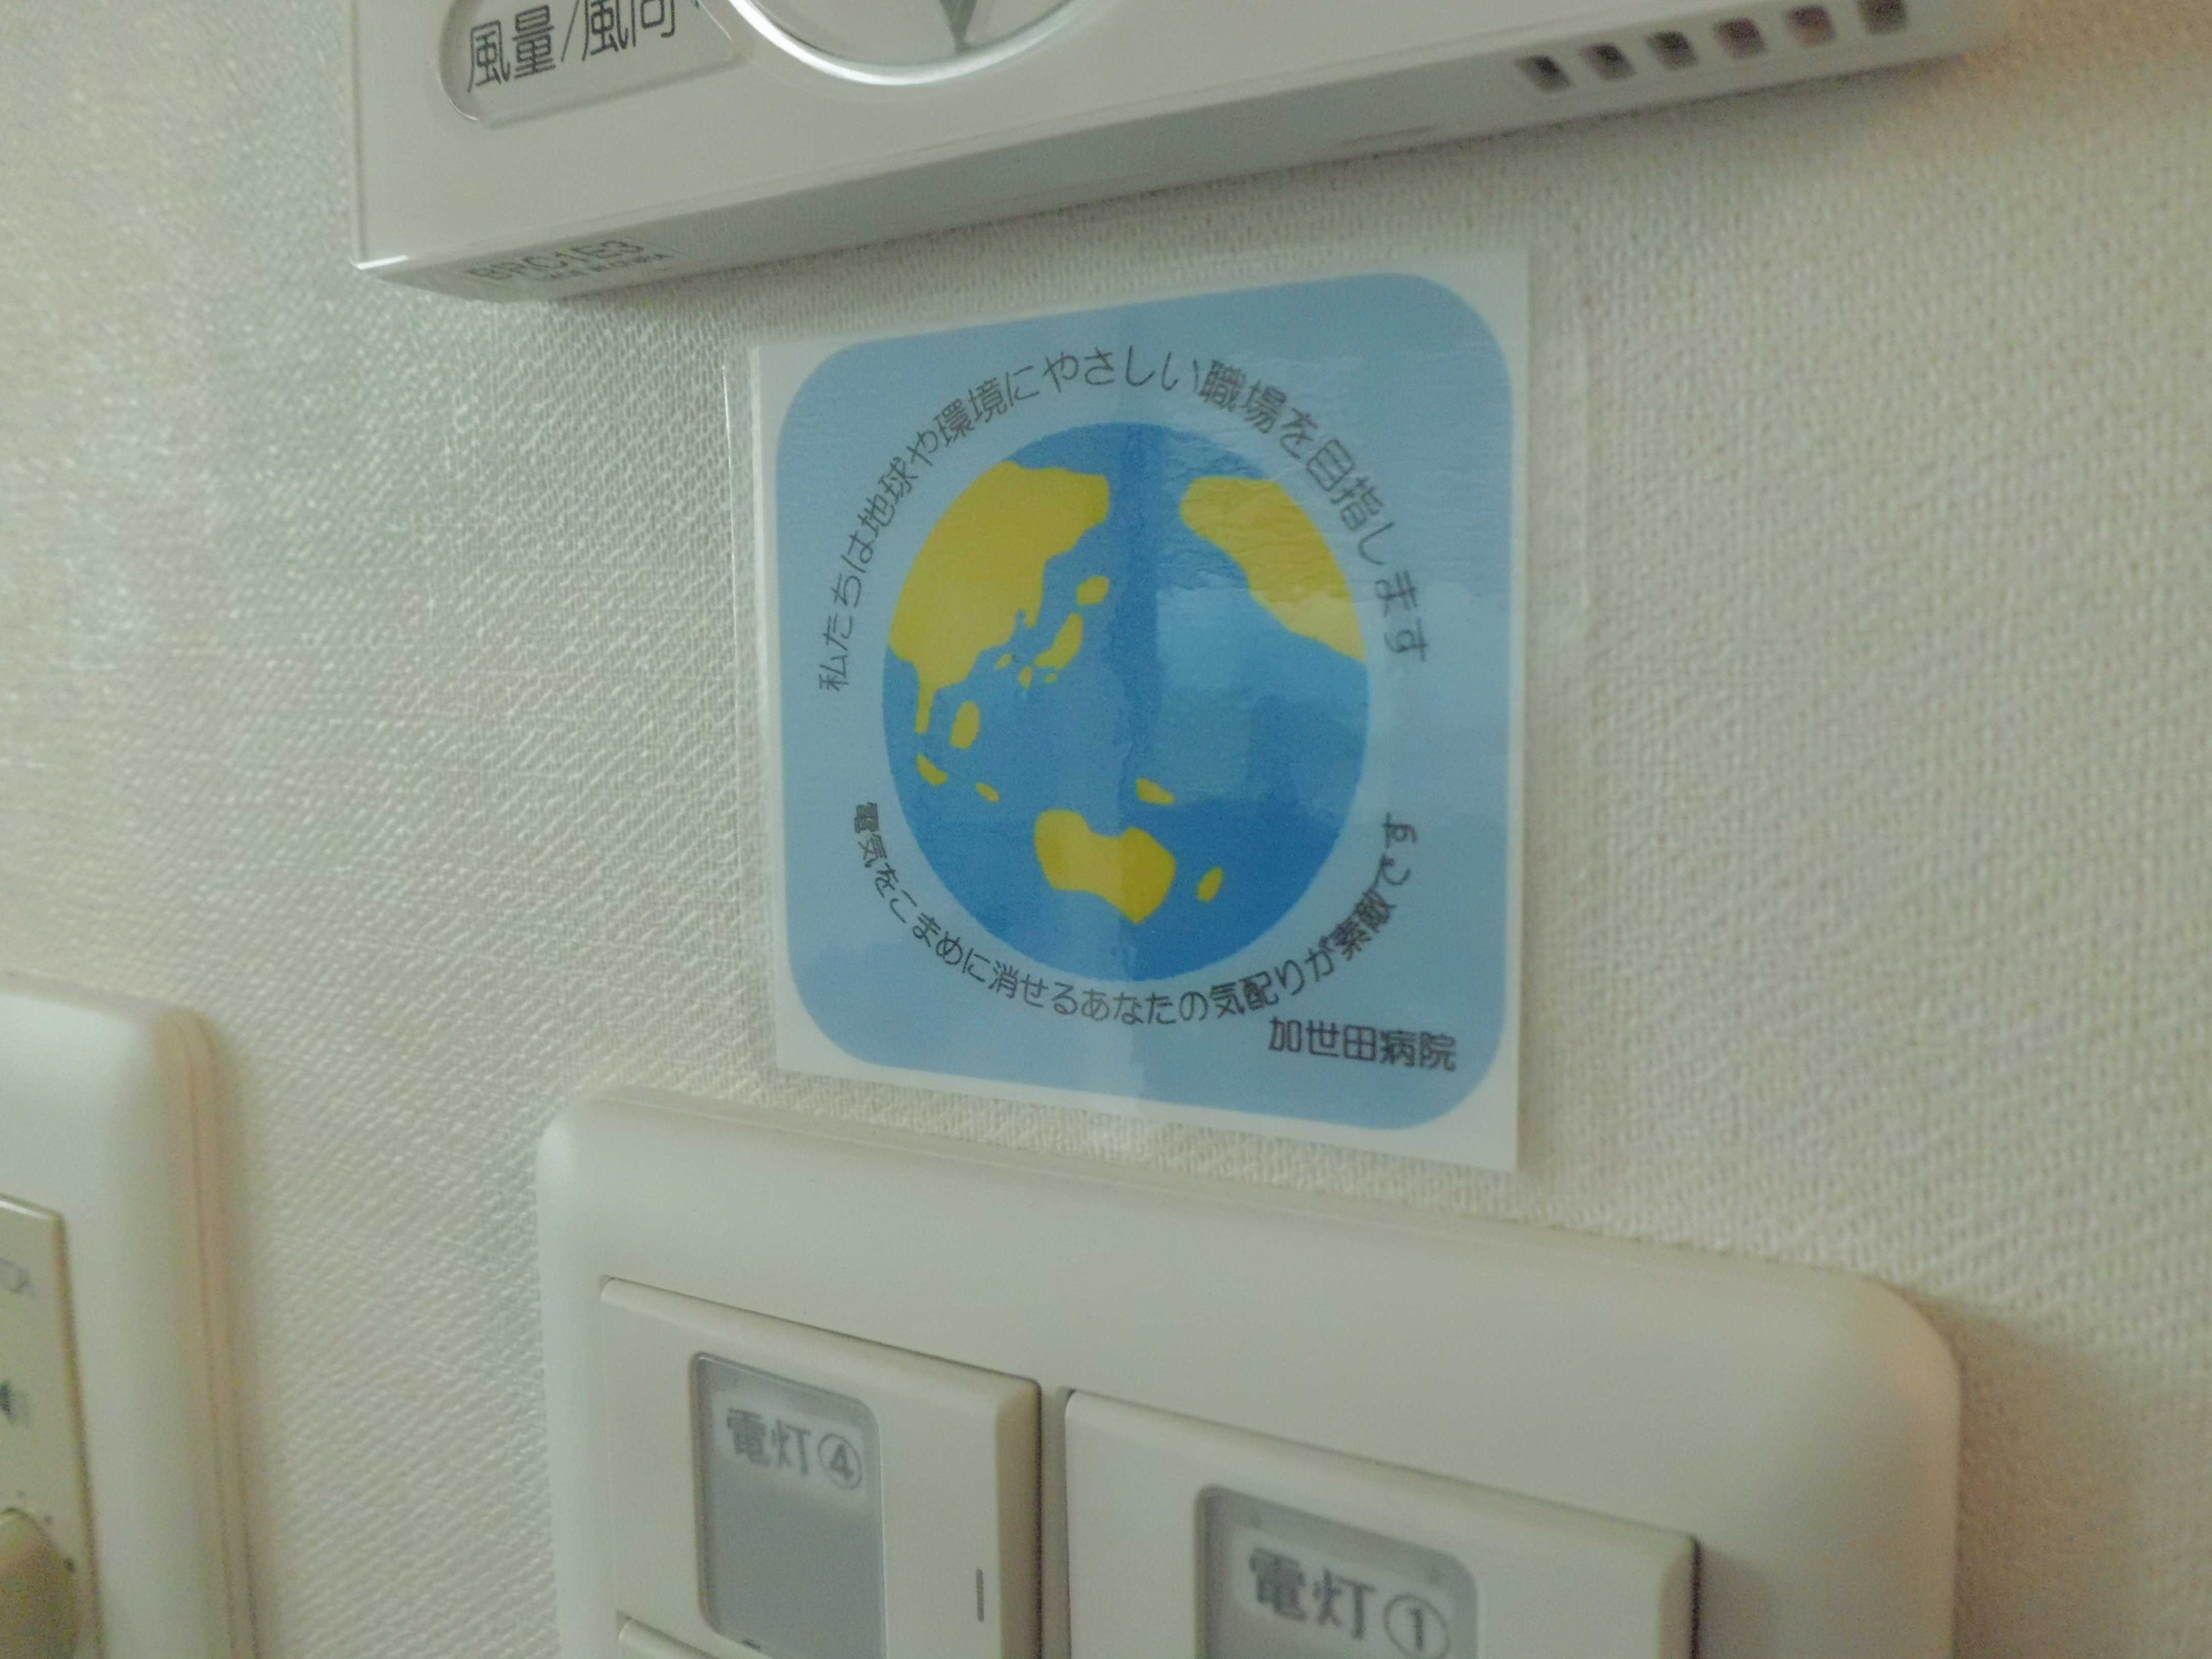 風量/風向
BRC1E3
私たちは地球や環境にやさしい職場を目指します
電気をこまめに消せるあなたの気配りが素敵です
加世田病院
電灯④
電灯①